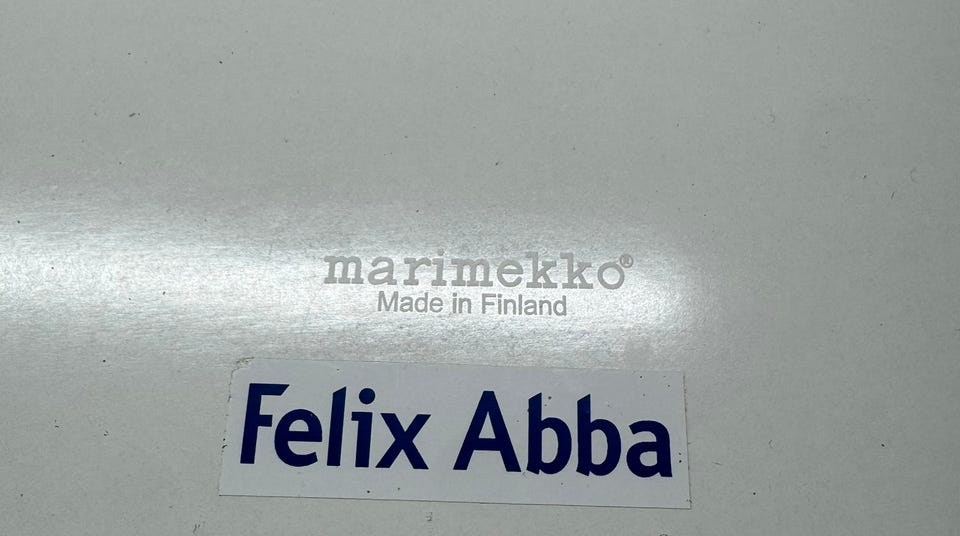 marimekko®
Made in Finland
Felix Abba